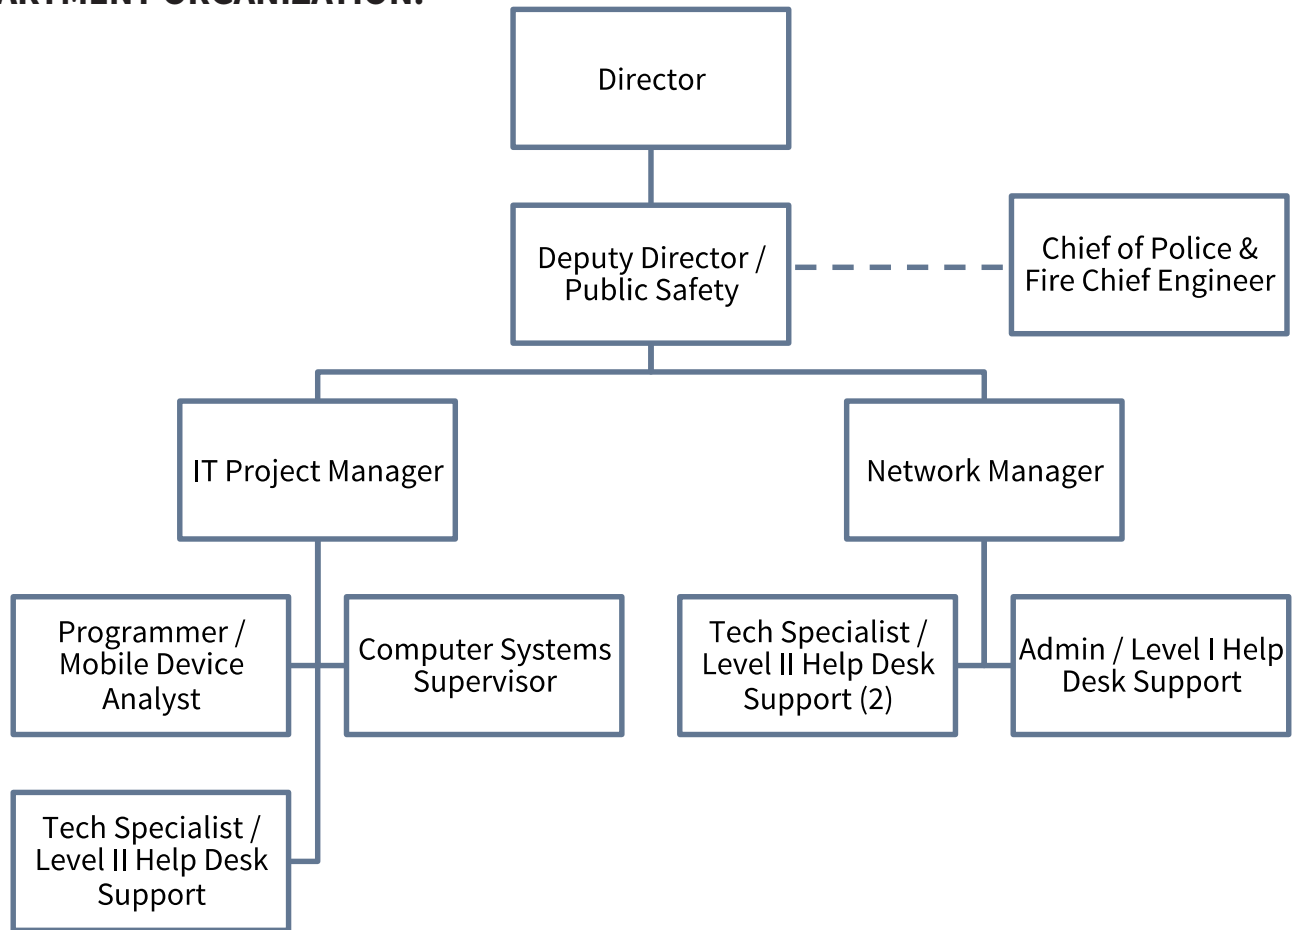 Director
Deputy Director /
Public Safety
Chief of Police &
Fire Chief Engineer
IT Project Manager
Network Manager
Programmer /
Mobile Device
Analyst
Computer Systems
Supervisor
Tech Specialist /
Level II Help Desk
Support (2)
Admin / Level I Help
Desk Support
Tech Specialist /
Level II Help Desk
Support